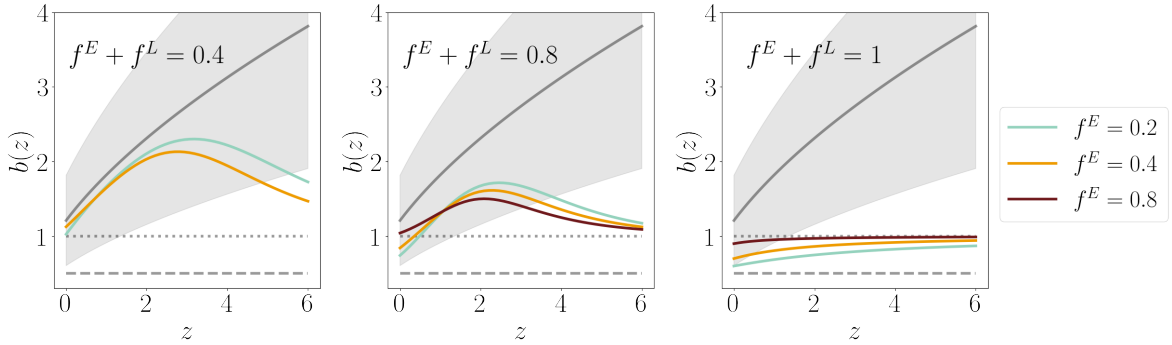 f^E + f^L = 0.4
b(z)
4
3
2
1
0 2 4 6
z
f^E + f^L = 0.8
b(z)
4
3
2
1
0 2 4 6
z
f^E + f^L = 1
b(z)
4
3
2
1
0 2 4 6
z
f^E = 0.2
f^E = 0.4
f^E = 0.8